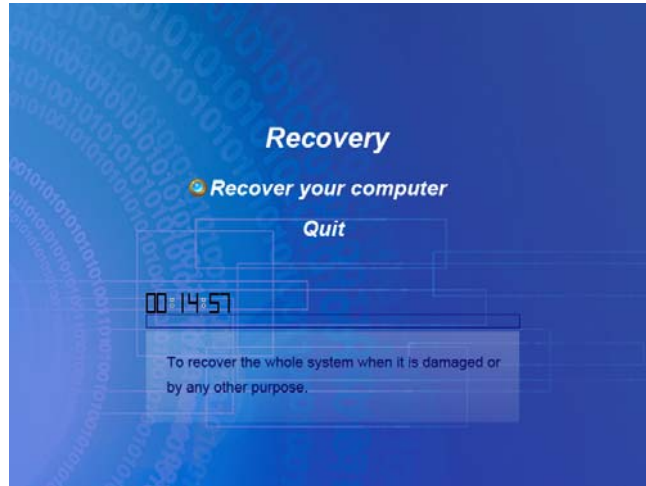 Recovery
Recover your computer
Quit
00:14:57
To recover the whole system when it is damaged or
by any other purpose.